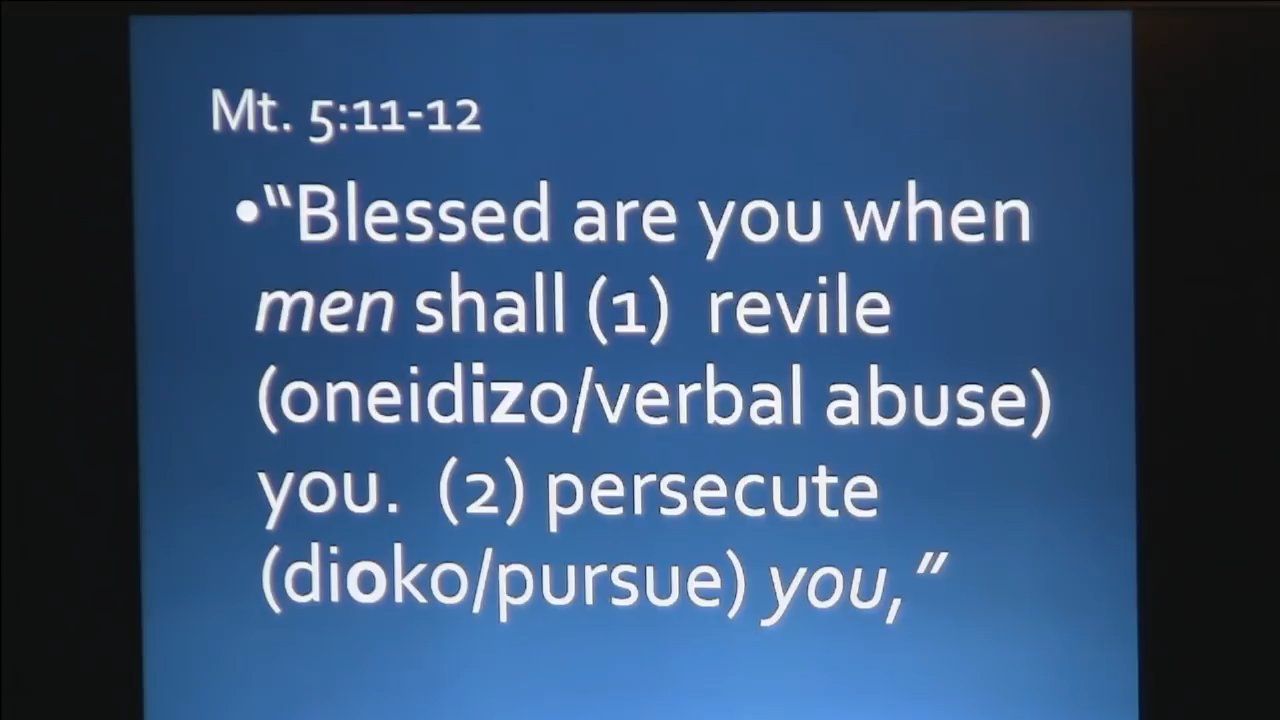 Mt. 5:11-12
•“Blessed are you when
men shall (1) revile
(oneidizo/verbal abuse)
you. (2) persecute
(dioko/pursue) you,”